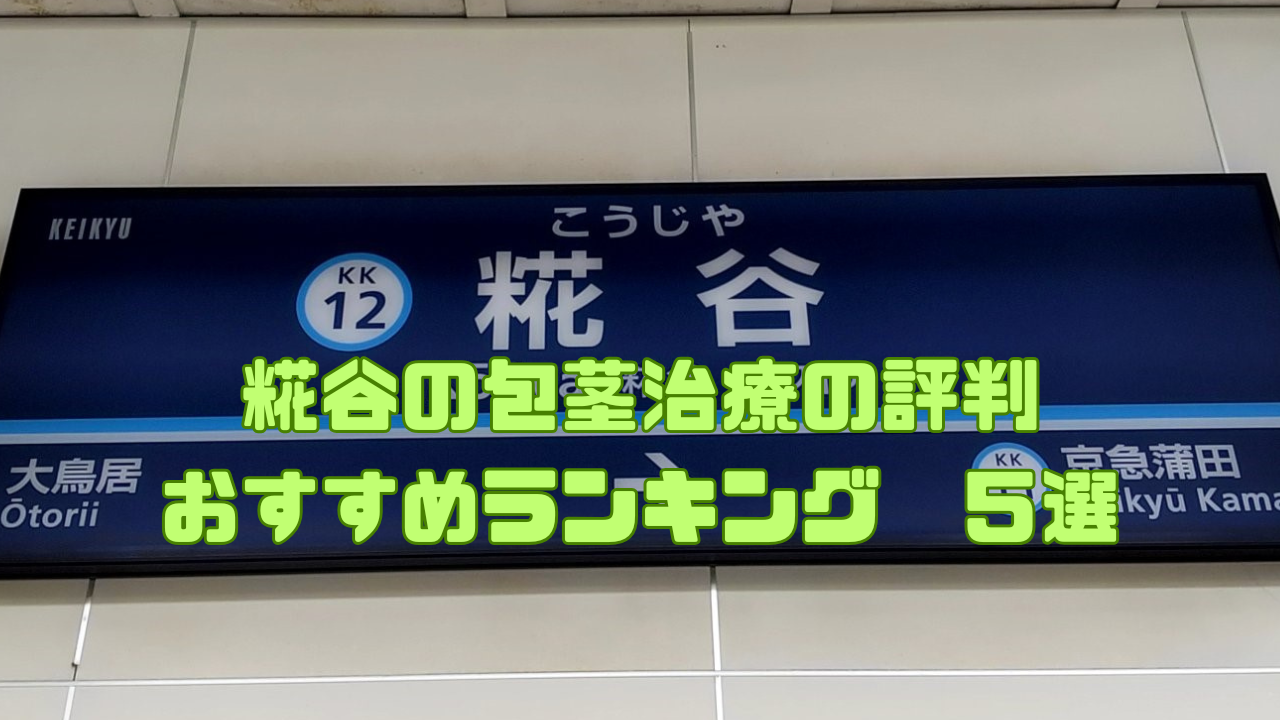 KEIKYU
こうじや
KK
12
糀谷
糀谷の包茎治療の評判
大鳥居
Ōtorii
KK
京急蒲田
おすすめランキング 5選